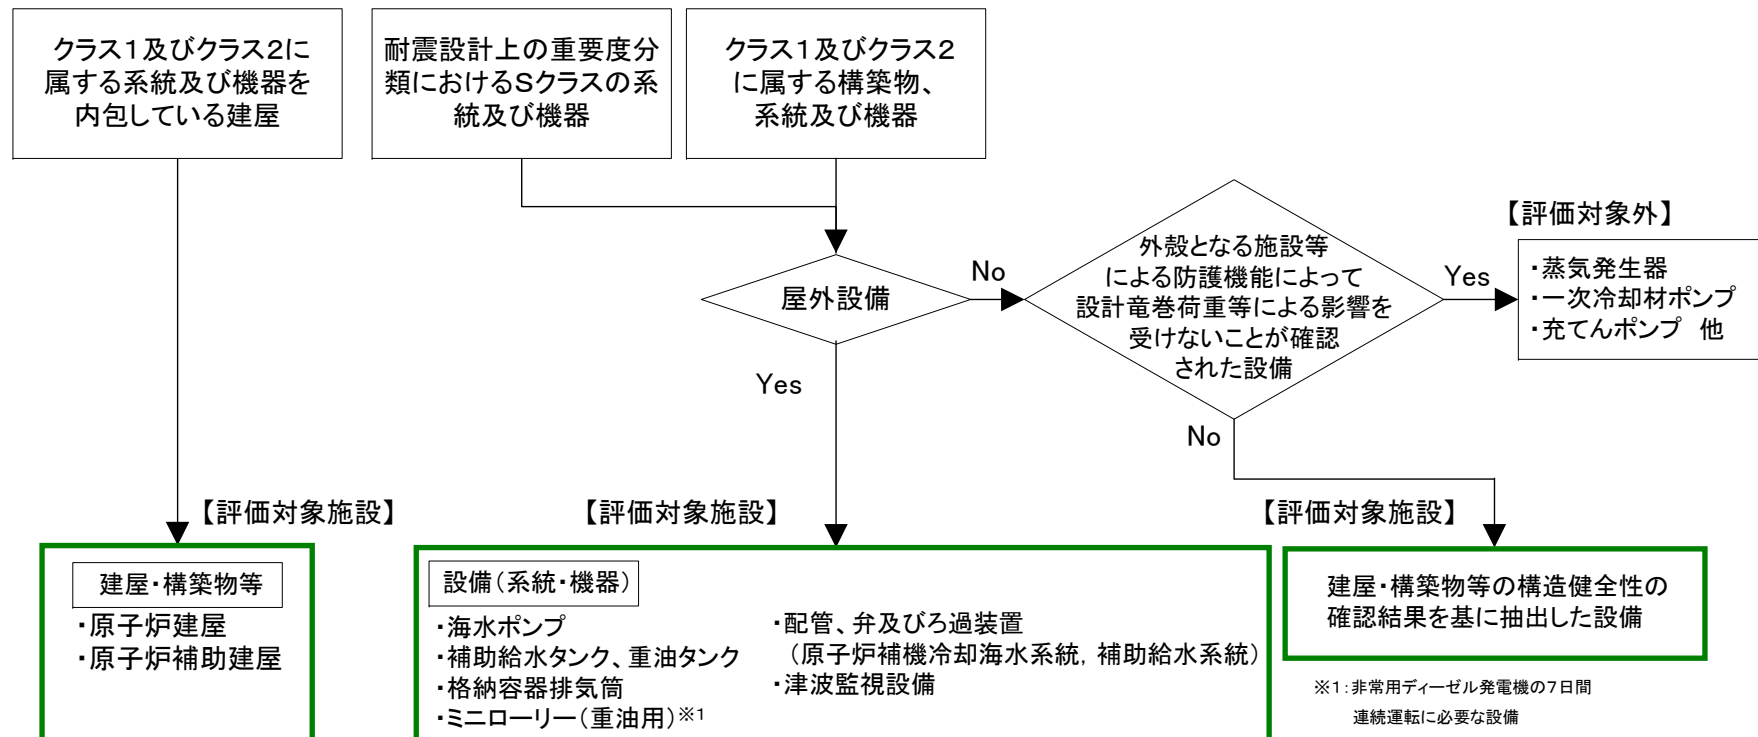 クラス１及びクラス２に
属する系統及び機器を
内包している建屋
耐震設計上の重要度分
類におけるSクラスの系
統及び機器
クラス１及びクラス２
に属する構築物、
系統及び機器
屋外設備
No
Yes
外殻となる施設等
による防護機能によって
設計竜巻荷重等による影響を
受けないことが確認
された設備
Yes
No
【評価対象外】
・蒸気発生器
・一次冷却材ポンプ
・充てんポンプ　他
【評価対象施設】
建屋・構築物等
・原子炉建屋
・原子炉補助建屋
【評価対象施設】
設備（系統・機器）
・海水ポンプ
・補助給水タンク、重油タンク
・格納容器排気筒
・ミニローリー（重油用）※1
・配管、弁及びろ過装置
（原子炉補機冷却海水系統，補助給水系統）
・津波監視設備
【評価対象施設】
建屋・構築物等の構造健全性の
確認結果を基に抽出した設備
※１：非常用ディーゼル発電機の７日間
連続運転に必要な設備